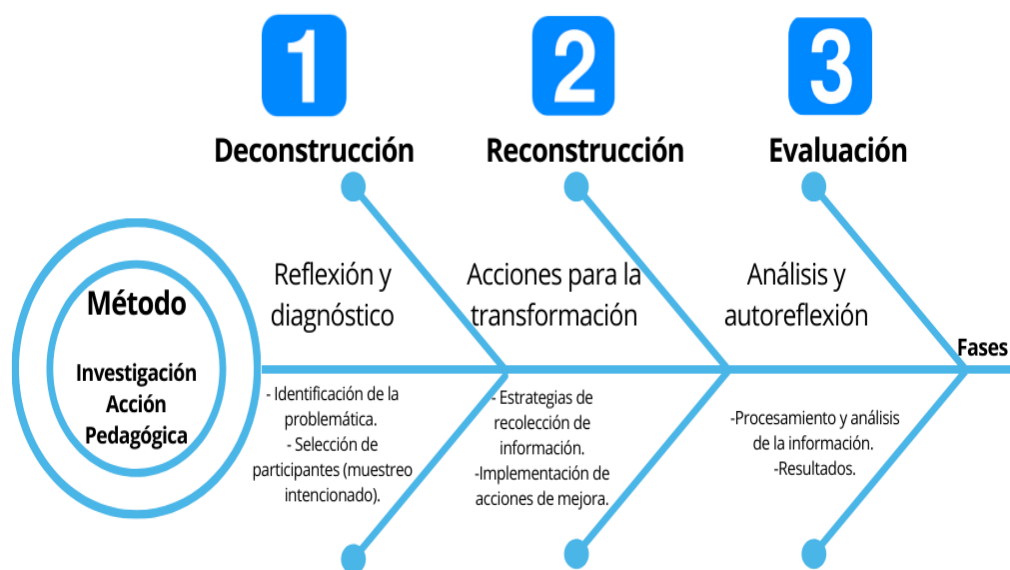 1
2
3
Deconstrucción
Reconstrucción
Evaluación
Método
Investigación
Acción
Pedagógica
Reflexión y
diagnóstico
- Identificación de la
problemática.
- Selección de
participantes (muestreo
intencionado).
Acciones para la
transformación
- Estrategias de
recolección de
información.
-Implementación de
acciones de mejora.
Análisis y
autoreflexión
-Procesamiento y análisis
de la información.
-Resultados.
Fases